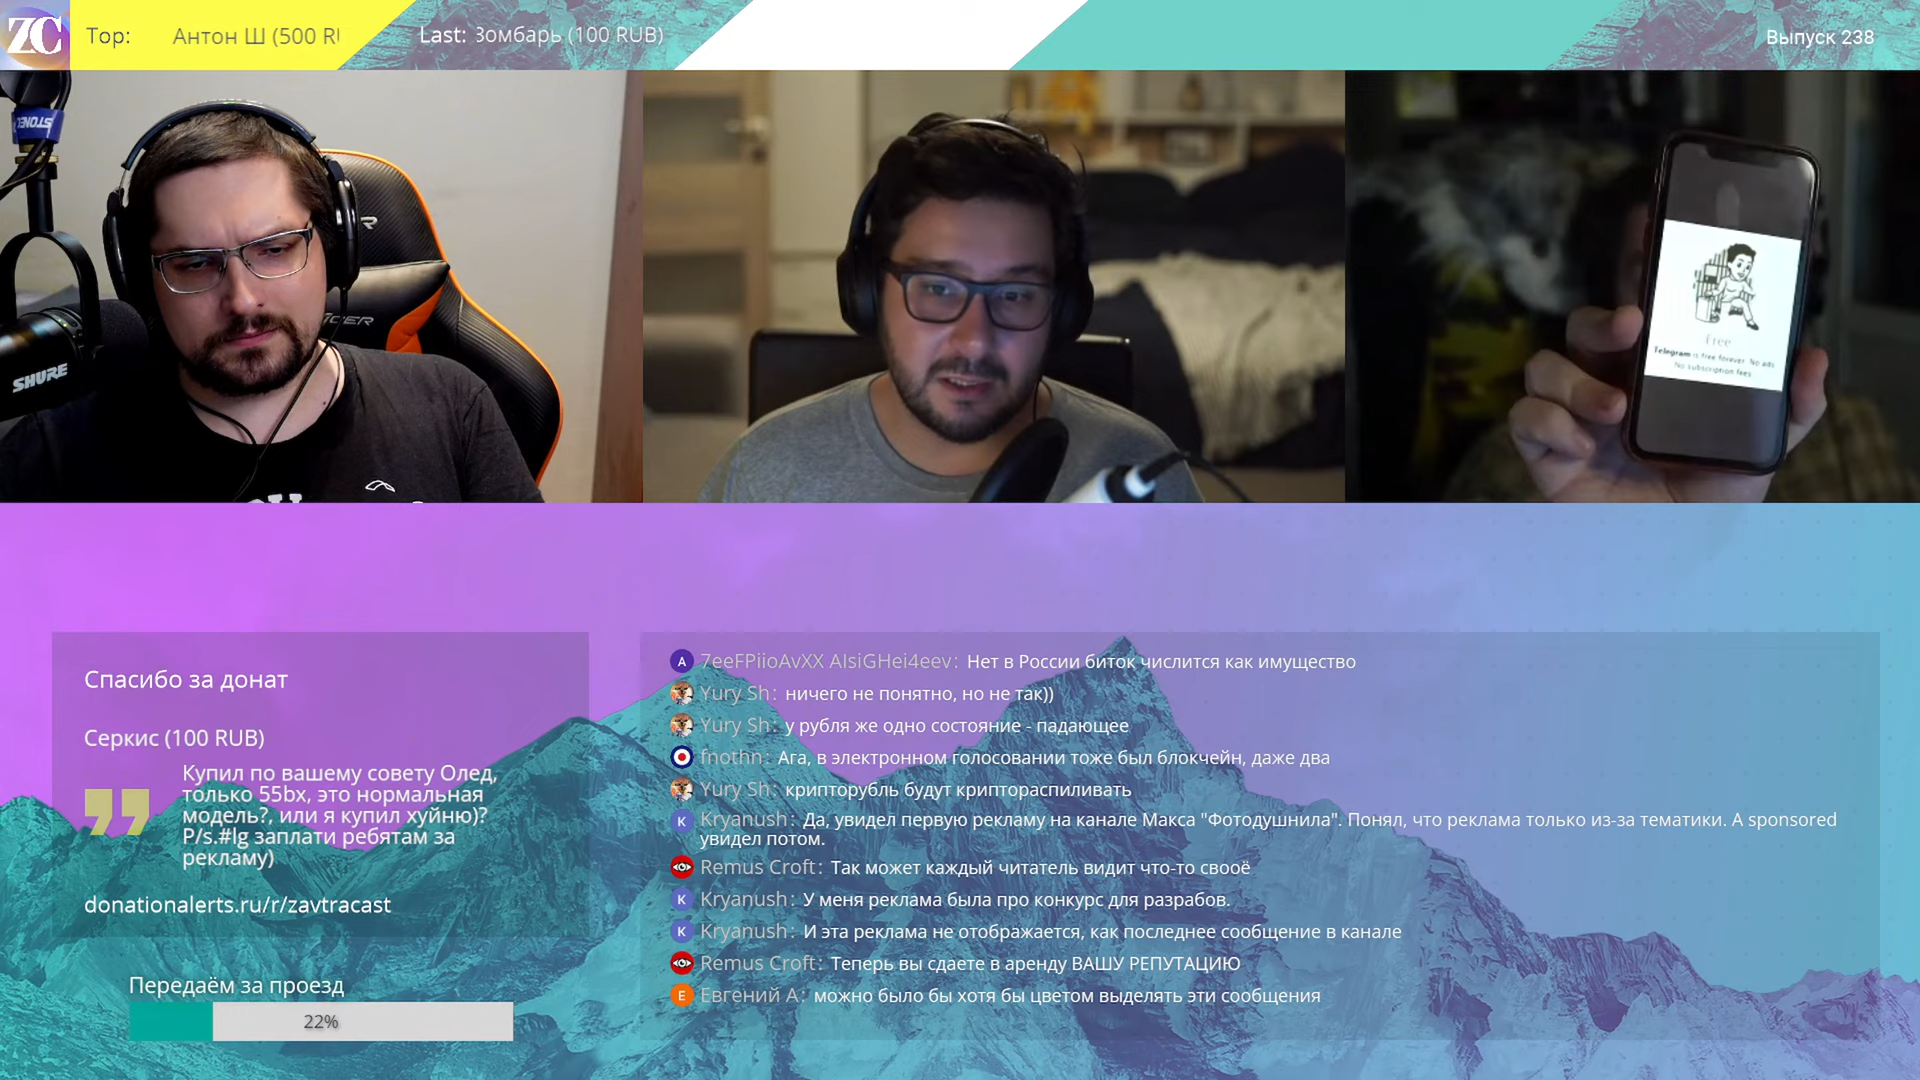 ZC
Top: Антон Ш (500 RU
Last: Зомбарь (100 RUB)
Выпуск 238
SHURE
free
Telegram is free forever. No ads.
No subscription fees.
Спасибо за донат
Серкис (100 RUB)
Купил по вашему совету Олед,
только 55bx, это нормальная
модель?, или я купил хуйню)?
P/s.#lg заплати ребятам за
рекламу)
donationalerts.ru/r/zavtracast
Передаём за проезд
22%
A 7eeFPiioAvXX AIsiGHei4eev: Нет в России биток числится как имущество
Yury Sh: ничего не понятно, но не так))
Yury Sh: у рубля же одно состояние - падающее
fnothn: Ага, в электронном голосовании тоже был блокчейн, даже два
Yury Sh: крипторубль будут криптораспиливать
K Kryanush: Да, увидел первую рекламу на канале Макса "Фотодушнила". Понял, что реклама только из-за тематики. А sponsored
увидел потом.
Remus Croft: Так может каждый читатель видит что-то свооё
K Kryanush: У меня реклама была про конкурс для разрабов.
K Kryanush: И эта реклама не отображается, как последнее сообщение в канале
Remus Croft: Теперь вы сдаете в аренду ВАШУ РЕПУТАЦИЮ
E Евгений А: можно было бы хотя бы цветом выделять эти сообщения